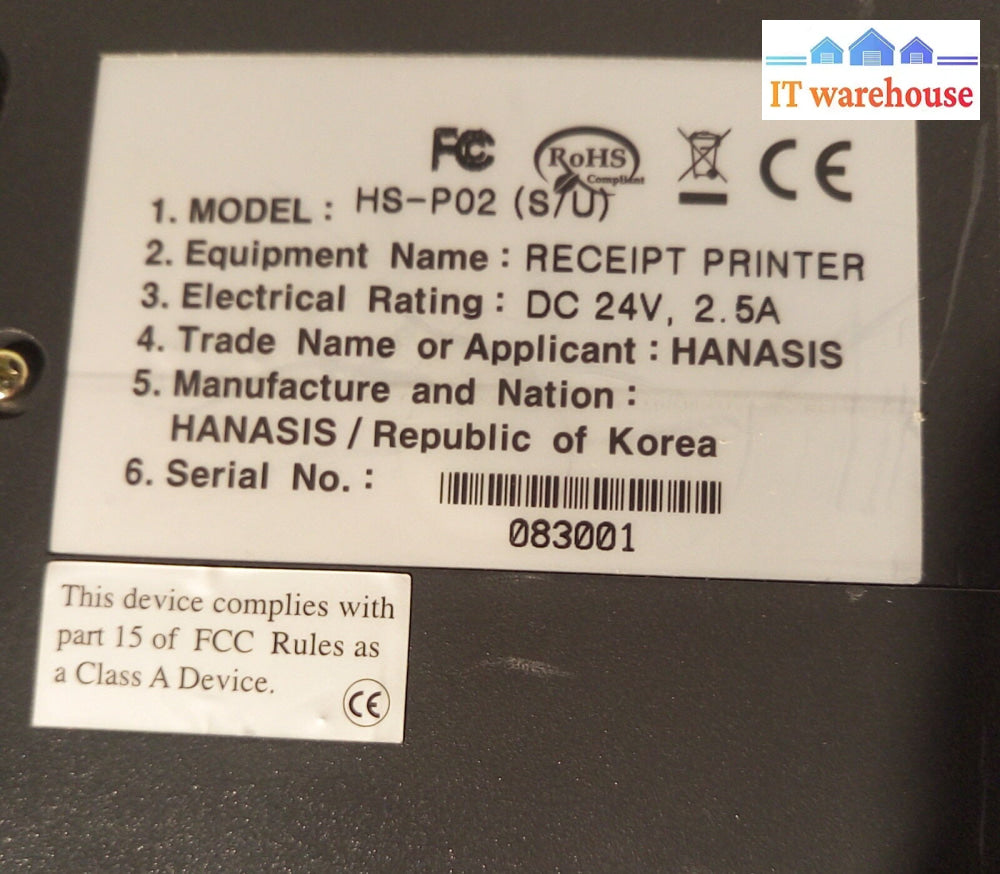 IT warehouse
FC
RoHS
Compliant
CE
1. MODEL : HS-P02 (S/U)
2. Equipment Name : RECEIPT PRINTER
3. Electrical Rating : DC 24V, 2.5A
4. Trade Name or Applicant : HANASIS
5. Manufacture and Nation :
HANASIS / Republic of Korea
6. Serial No. :
083001
This device complies with
part 15 of FCC Rules as
a Class A Device.
CE